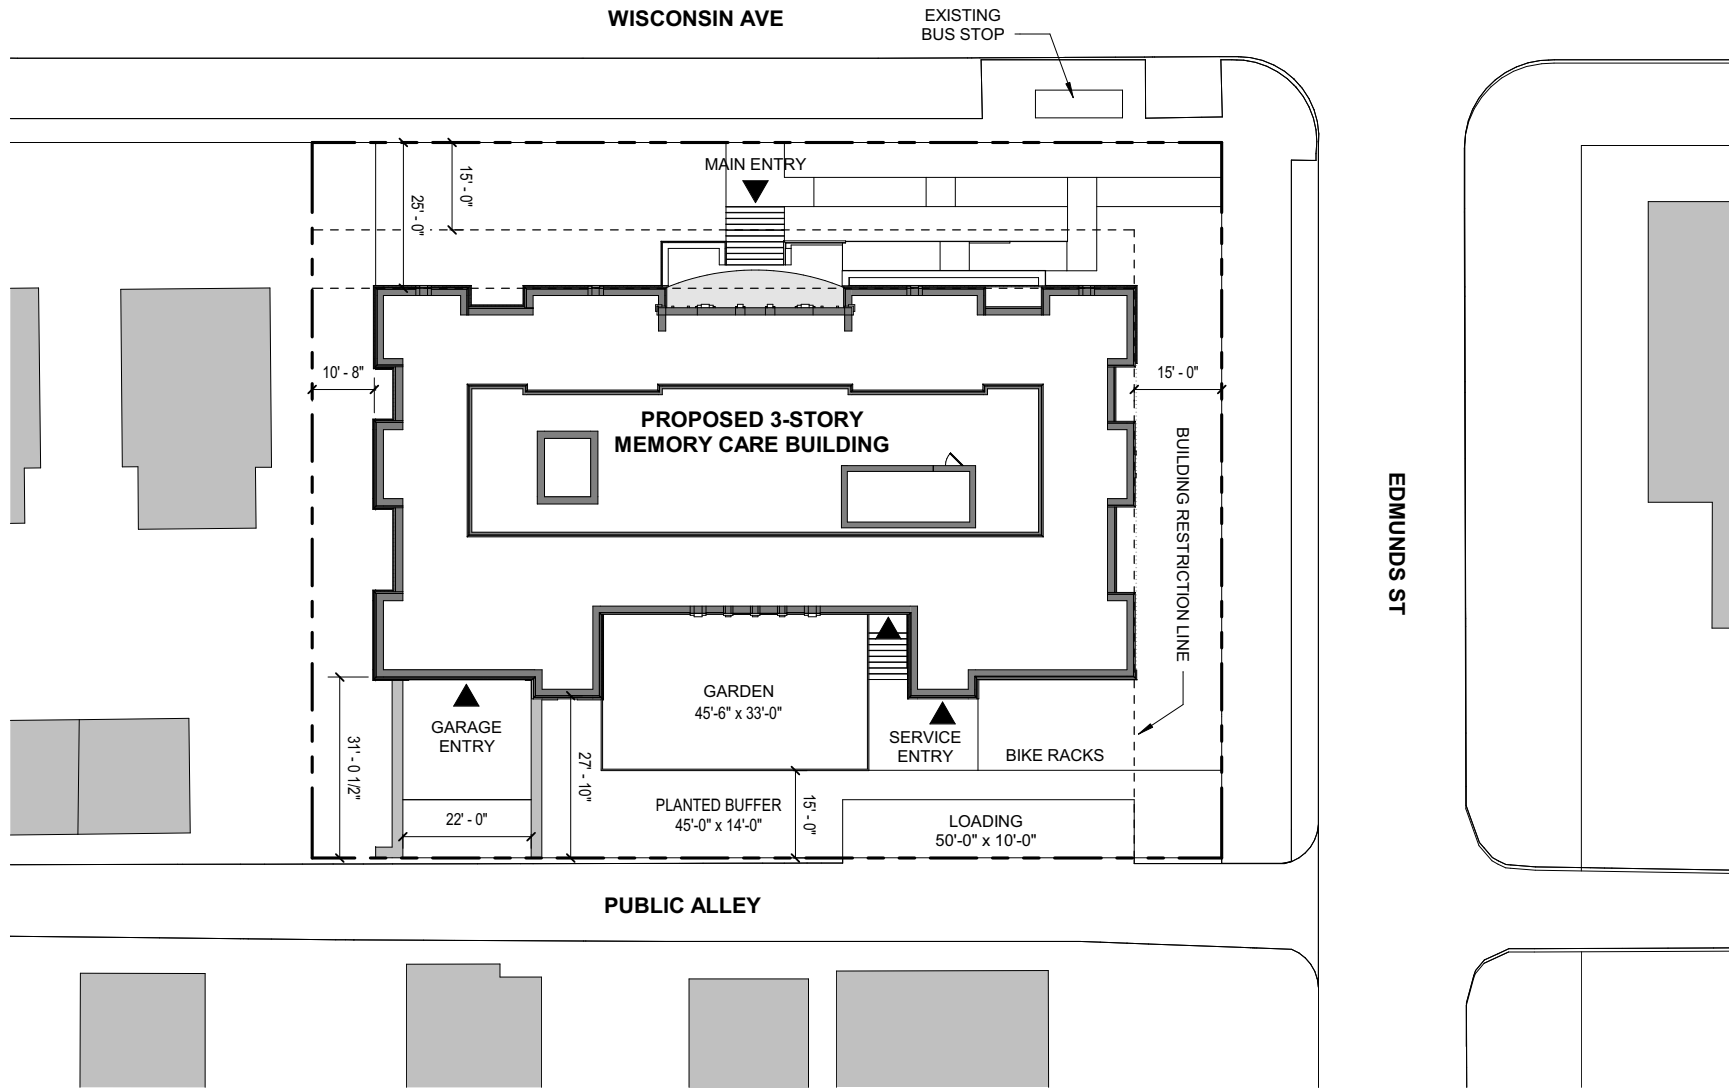 WISCONSIN AVE
EXISTING
BUS STOP
MAIN ENTRY
15' - 0"
25' - 0"
10' - 8"
15' - 0"
PROPOSED 3-STORY
MEMORY CARE BUILDING
BUILDING RESTRICTION LINE
EDMUNDS ST
GARDEN
45'-6" x 33'-0"
GARAGE
ENTRY
SERVICE
ENTRY
BIKE RACKS
31' - 0 1/2"
27' - 10"
22' - 0"
PLANTED BUFFER
45'-0" x 14'-0"
15' - 0"
LOADING
50'-0" x 10'-0"
PUBLIC ALLEY